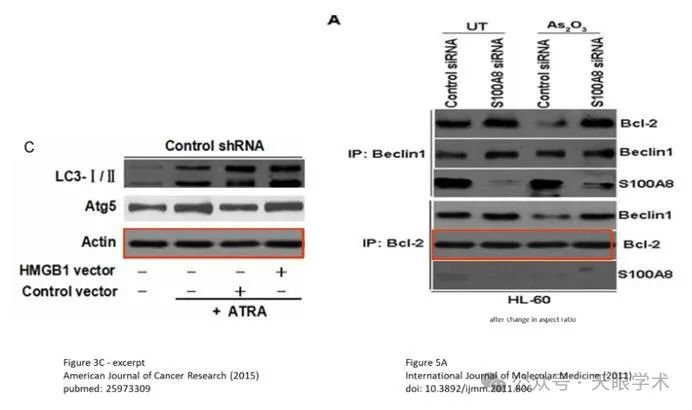 C
Control shRNA
LC3-Ⅰ/Ⅱ
Atg5
Actin
HMGB1 vector – – – +
Control vector – – + –
+ ATRA
Figure 3C - excerpt
American Journal of Cancer Research (2015)
pubmed: 25973309
A
UT As₂O₃
Control siRNA S100A8 siRNA Control siRNA S100A8 siRNA
IP: Beclin1
Bcl-2
Beclin1
S100A8
IP: Bcl-2
Beclin1
Bcl-2
S100A8
HL-60
after change in aspect ratio
Figure 5A
International Journal of Molecular Medicine (2011)
doi: 10.3892/ijmm.2011.806
公众号 · 天眼学术